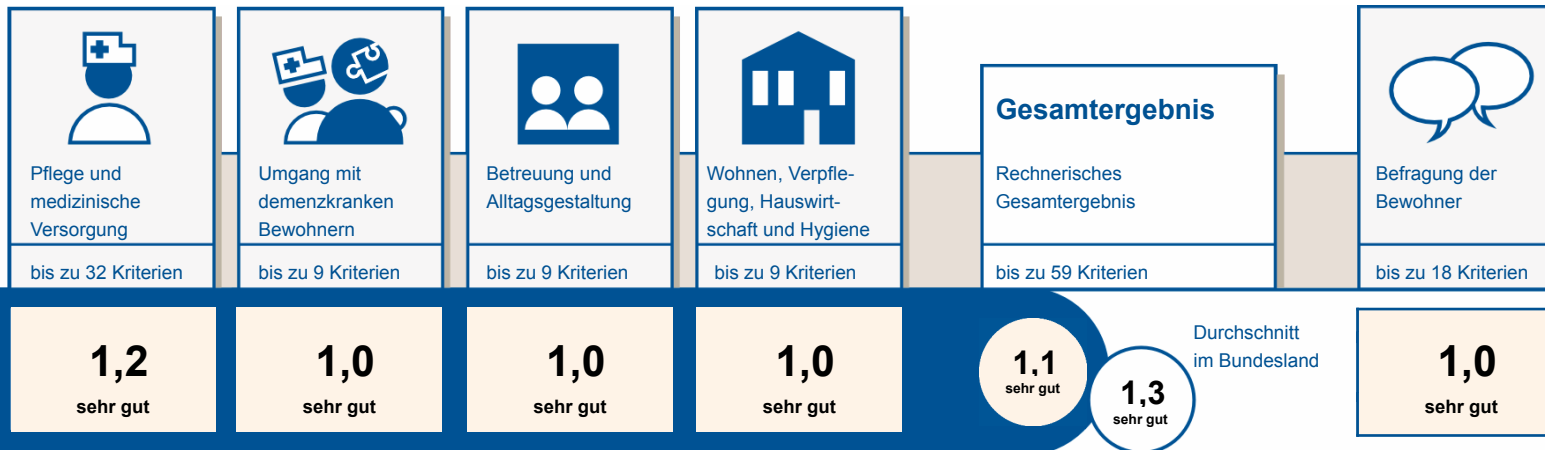 Pflege und
medizinische
Versorgung
bis zu 32 Kriterien
1,2
sehr gut
Umgang mit
demenzkranken
Bewohnern
bis zu 9 Kriterien
1,0
sehr gut
Betreuung und
Alltagsgestaltung
bis zu 9 Kriterien
1,0
sehr gut
Wohnen, Verpfle-
gung, Hauswirt-
schaft und Hygiene
bis zu 9 Kriterien
1,0
sehr gut
Gesamtergebnis
Rechnerisches
Gesamtergebnis
bis zu 59 Kriterien
1,1
sehr gut
Durchschnitt
im Bundesland
1,3
sehr gut
Befragung der
Bewohner
bis zu 18 Kriterien
1,0
sehr gut